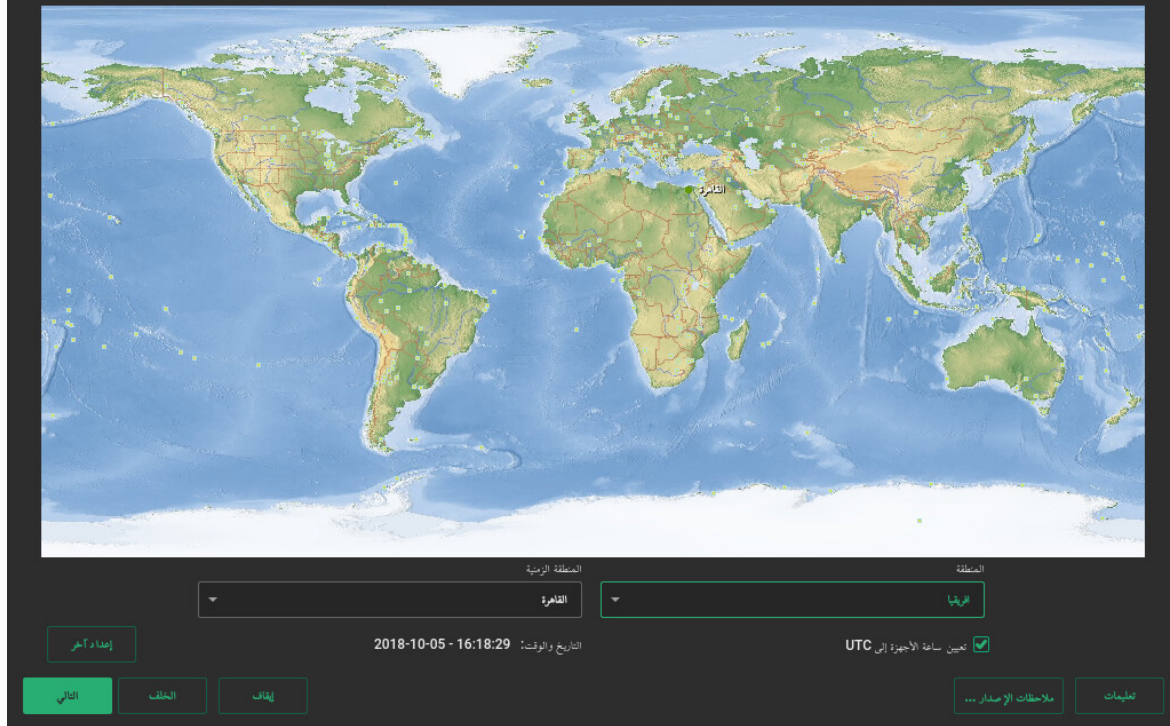 القاهرة
المنطقة
المنطقة الزمنية
افريقيا
القاهرة
تعيين ساعة الأجهزة إلى UTC
التاريخ والوقت: 2018-10-05 - 16:18:29
إعداد آخر
تعليمات
ملاحظات الإصدار ...
إيقاف
الخلف
التالي